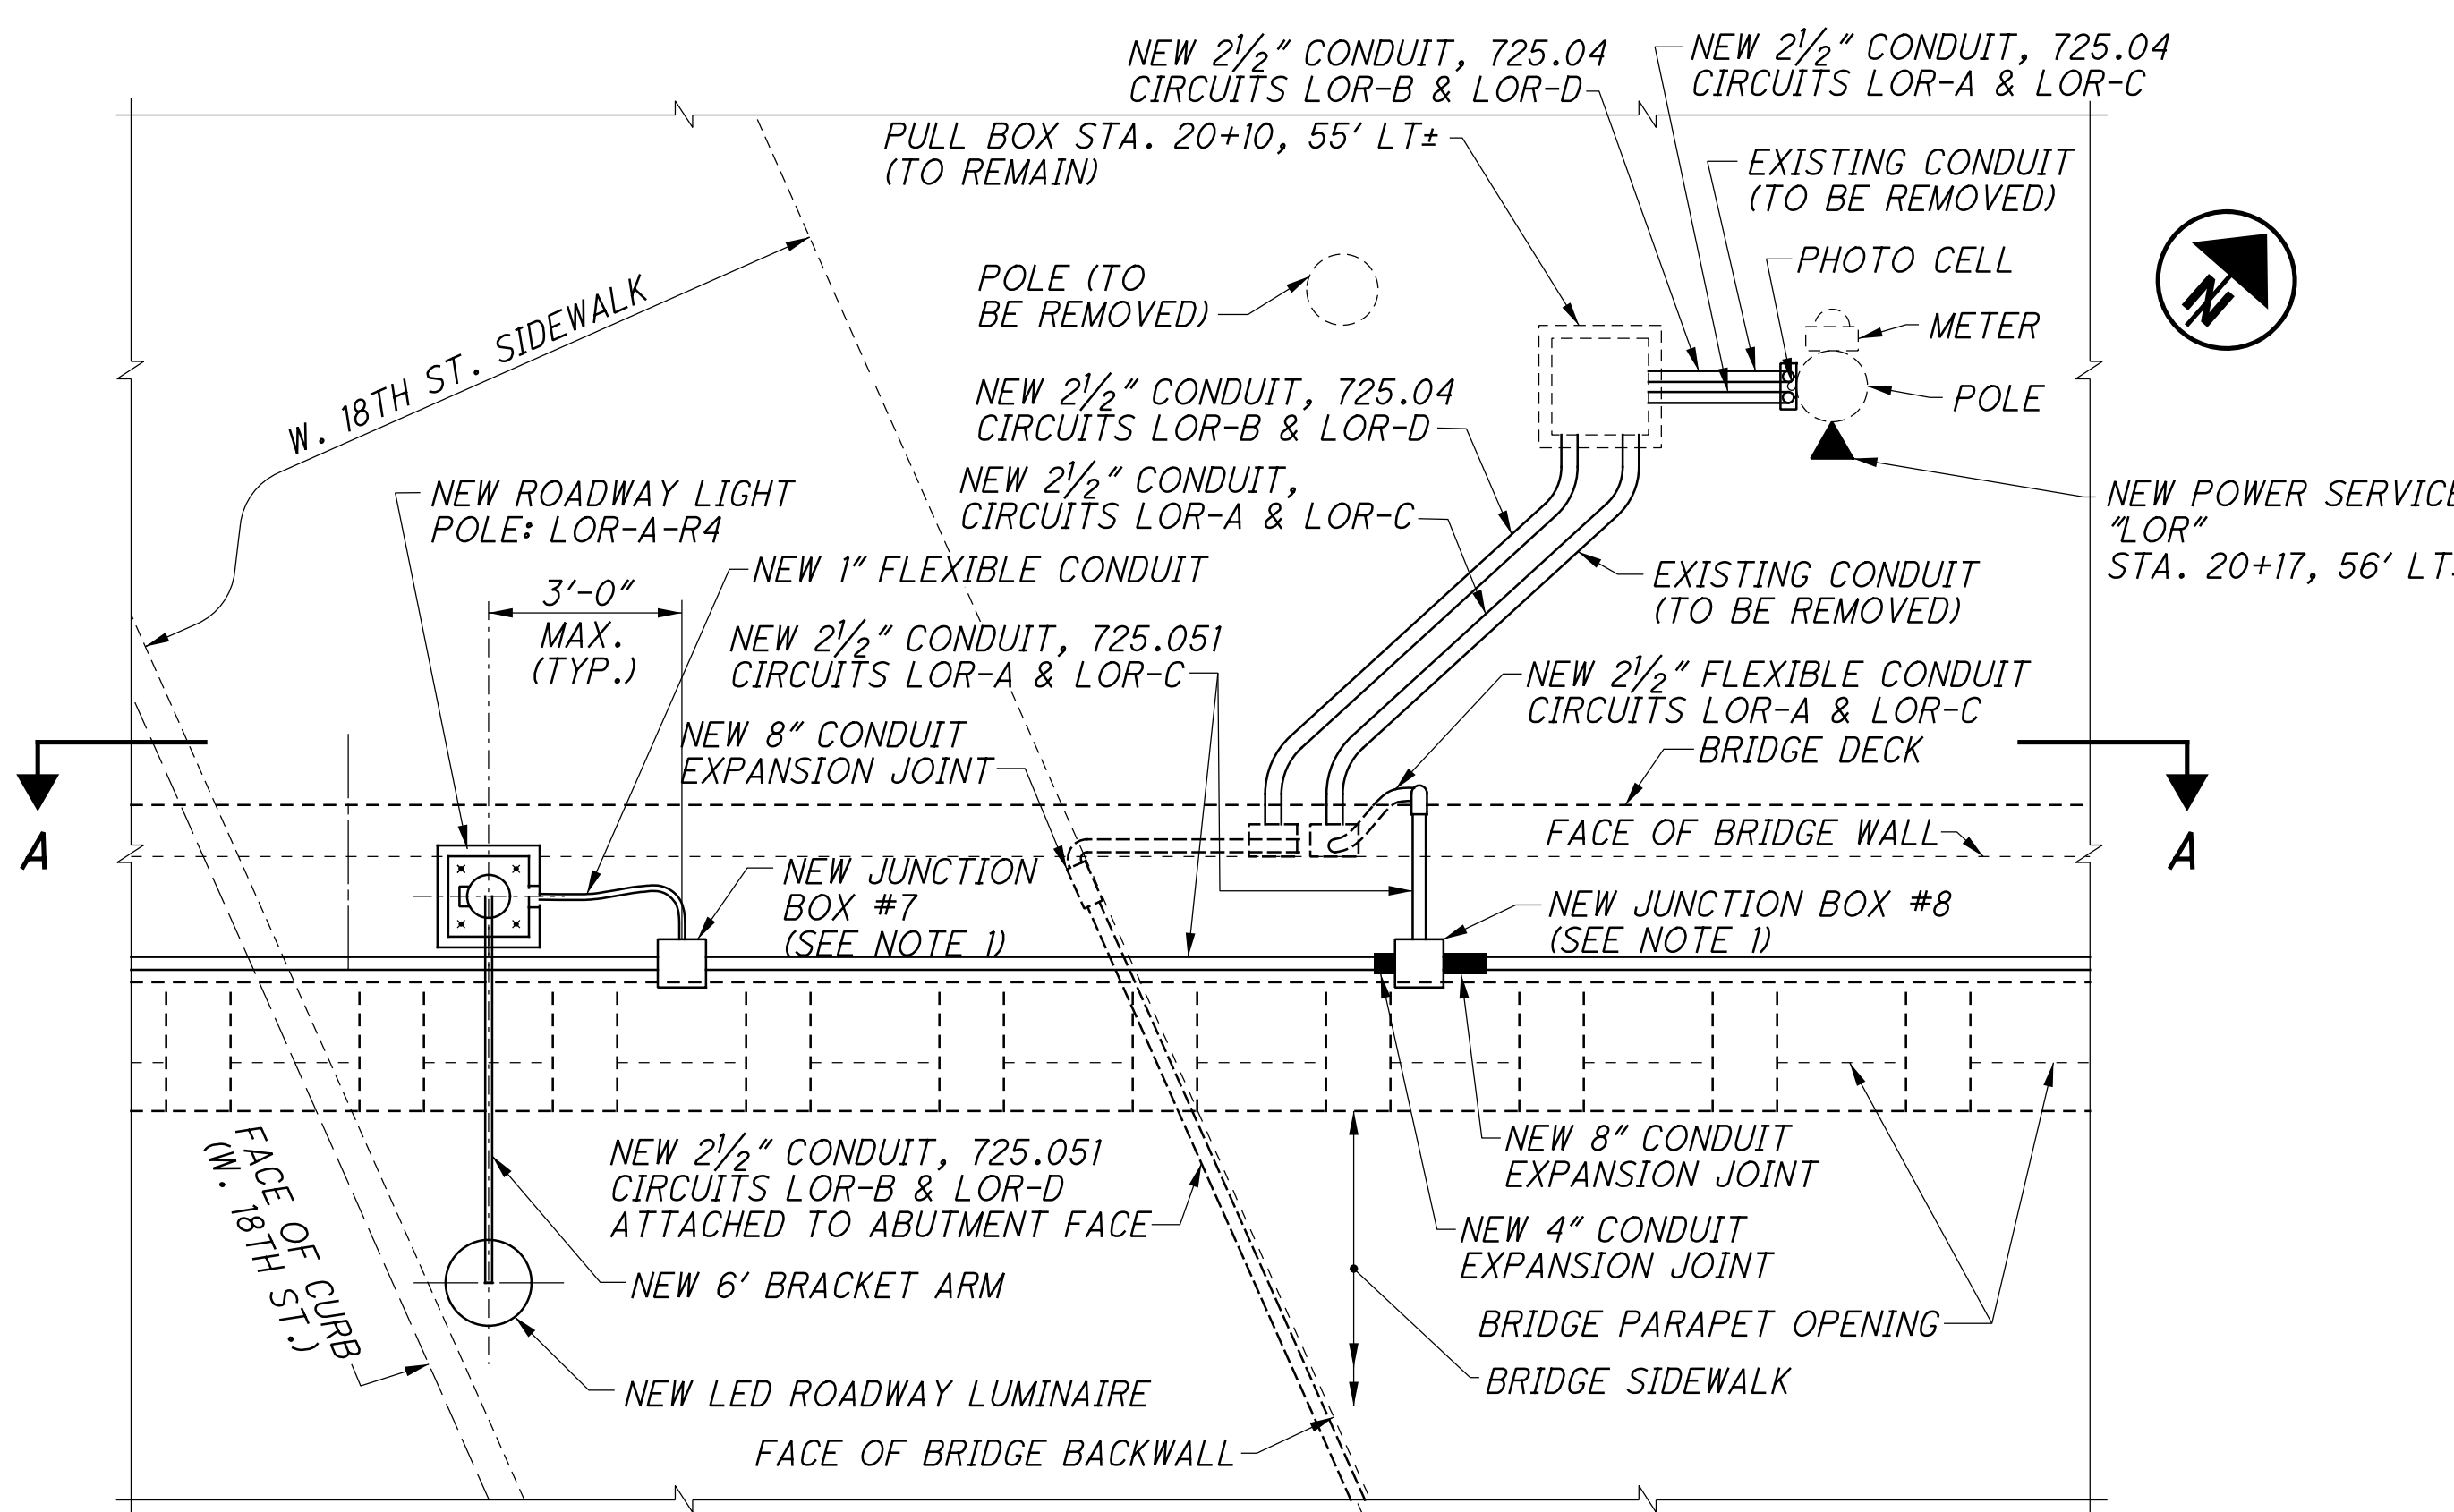 NEW 2½" CONDUIT, 725.04
CIRCUITS LOR-B & LOR-D
NEW 2½" CONDUIT, 725.04
CIRCUITS LOR-A & LOR-C
PULL BOX STA. 20+10, 55' LT±
(TO REMAIN)
EXISTING CONDUIT
(TO BE REMOVED)
PHOTO CELL
POLE (TO
BE REMOVED)
METER
POLE
N
W. 18TH ST. SIDEWALK
NEW 2½" CONDUIT, 725.04
CIRCUITS LOR-B & LOR-D
NEW 2½" CONDUIT,
CIRCUITS LOR-A & LOR-C
NEW ROADWAY LIGHT
POLE: LOR-A-R4
NEW POWER SERVICE
"LOR"
STA. 20+17, 56' LT±
NEW 1" FLEXIBLE CONDUIT
EXISTING CONDUIT
(TO BE REMOVED)
3'-0"
MAX.
(TYP.)
NEW 2½" CONDUIT, 725.051
CIRCUITS LOR-A & LOR-C
NEW 2½" FLEXIBLE CONDUIT
CIRCUITS LOR-A & LOR-C
NEW 8" CONDUIT
EXPANSION JOINT
BRIDGE DECK
A
A
FACE OF BRIDGE WALL
NEW JUNCTION
BOX #7
(SEE NOTE 1)
NEW JUNCTION BOX #8
(SEE NOTE 1)
FACE OF CURB
(W. 18TH ST.)
NEW 2½" CONDUIT, 725.051
CIRCUITS LOR-B & LOR-D
ATTACHED TO ABUTMENT FACE
NEW 8" CONDUIT
EXPANSION JOINT
NEW 4" CONDUIT
EXPANSION JOINT
NEW 6' BRACKET ARM
BRIDGE PARAPET OPENING
NEW LED ROADWAY LUMINAIRE
BRIDGE SIDEWALK
FACE OF BRIDGE BACKWALL